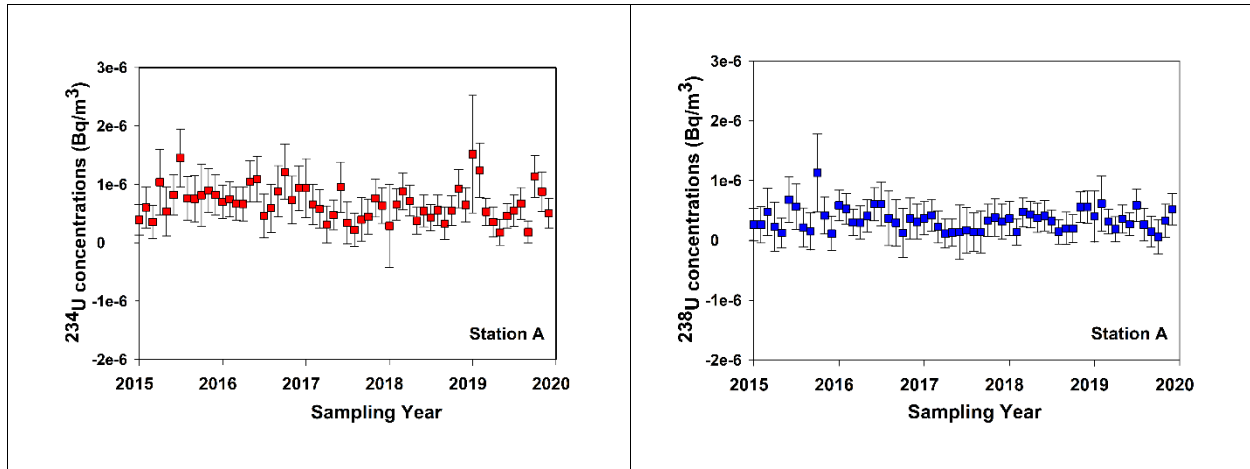 3e-6
2e-6
1e-6
0
-1e-6
-2e-6
234U concentrations (Bq/m3)
Station A
2015 2016 2017 2018 2019 2020
Sampling Year
3e-6
2e-6
1e-6
0
-1e-6
-2e-6
238U concentrations (Bq/m3)
Station A
2015 2016 2017 2018 2019 2020
Sampling Year